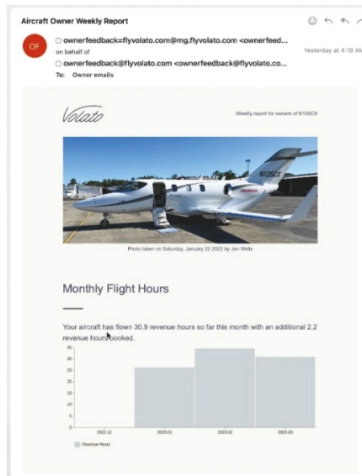 Aircraft Owner Weekly Report
OF
ownerfeedback=flyvolato.com@mg.flyvolato.com <ownerfeed...
on behalf of
ownerfeedback@flyvolato.com <ownerfeedback@flyvolato.co...
To: Owner emails
Yesterday at 4:19 AM
Volato
Weekly report for owners of N135CX
N135CX
Photo taken on Saturday, January 22 2022 by Jon Wells
Monthly Flight Hours
Your aircraft has flown 30.9 revenue hours so far this month with an additional 2.2
revenue hours booked.
35
30
25
20
15
10
5
0
2022-12
2023-01
2023-02
2023-03
Revenue Hours